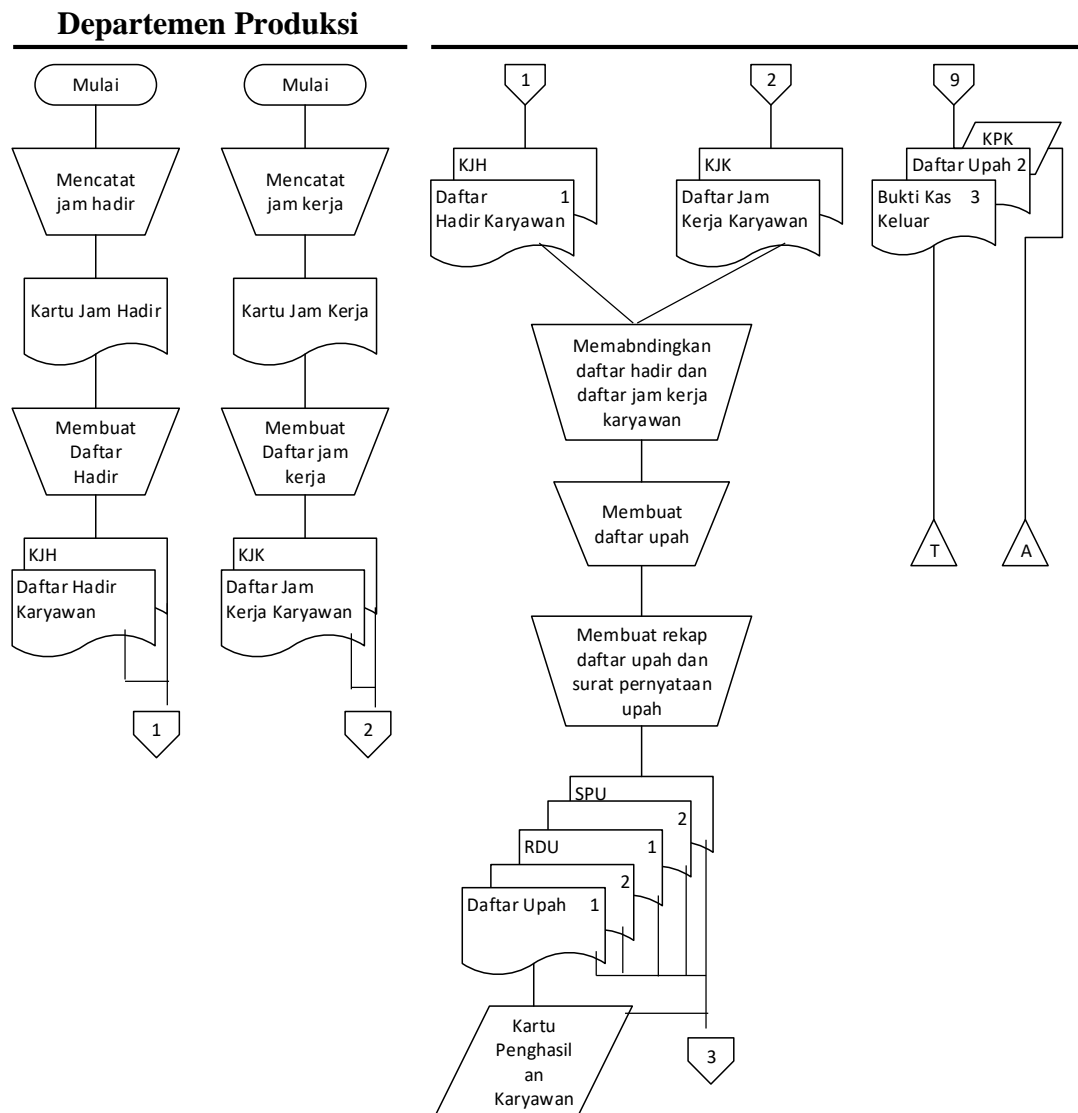 Departemen Produksi
Mulai
Mencatat
jam hadir
Kartu Jam Hadir
Membuat
Daftar
Hadir
KJH
Daftar Hadir
Karyawan
1
Mulai
Mencatat
jam kerja
Kartu Jam Kerja
Membuat
Daftar jam
kerja
KJK
Daftar Jam
Kerja Karyawan
2
1
KJH
Daftar 1
Hadir Karyawan
2
KJK
Daftar Jam
Kerja Karyawan
Memabndingkan
daftar hadir dan
daftar jam kerja
karyawan
Membuat
daftar upah
Membuat rekap
daftar upah dan
surat pernyataan
upah
SPU
2
RDU 1
2
Daftar Upah 1
Kartu
Penghasil
an
Karyawan
3
9
KPK
Daftar Upah 2
Bukti Kas 3
Keluar
T
A